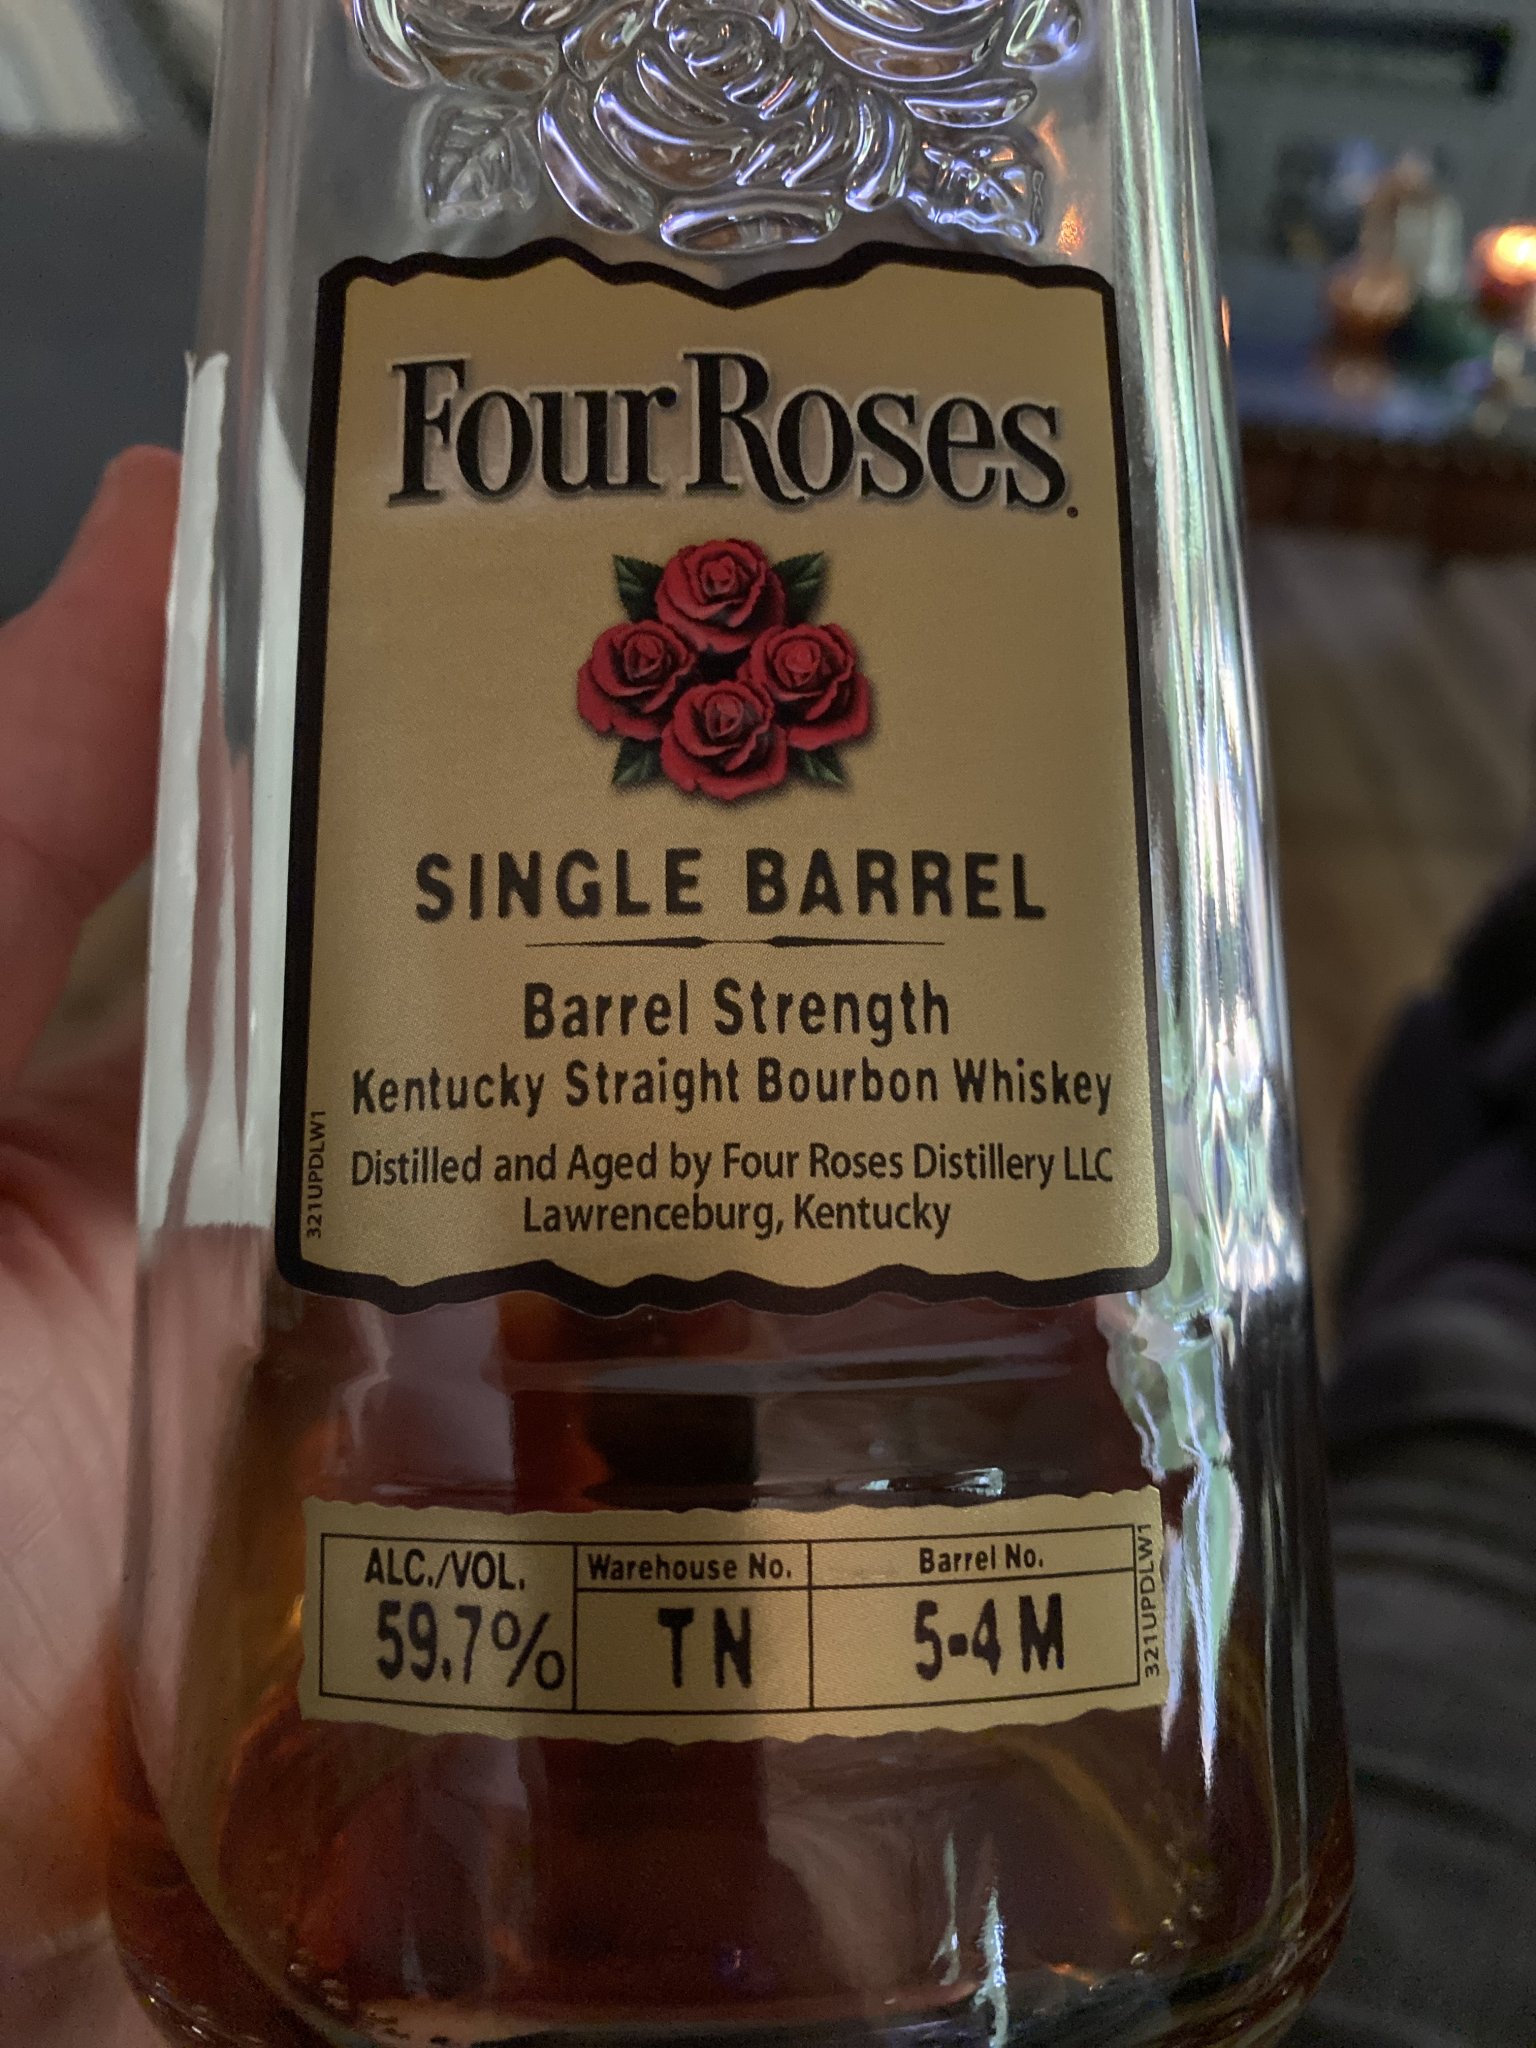 Four Roses.
SINGLE BARREL
Barrel Strength
Kentucky Straight Bourbon Whiskey
Distilled and Aged by Four Roses Distillery LLC
Lawrenceburg, Kentucky
321UPDLW1
ALC./VOL.
59.7%
Warehouse No.
TN
Barrel No.
5-4 M
321UPDLW1